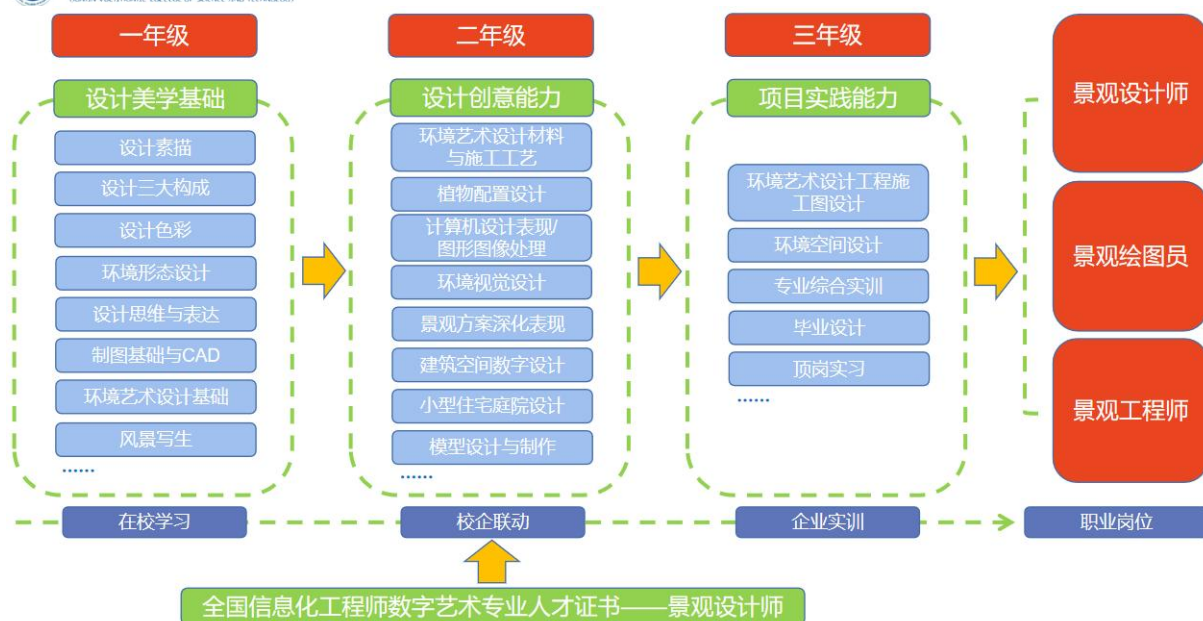 一年级
二年级
三年级
设计美学基础
设计素描
设计三大构成
设计色彩
环境形态设计
设计思维与表达
制图基础与CAD
环境艺术设计基础
风景写生
······
设计创意能力
环境艺术设计材料
与施工工艺
植物配置设计
计算机设计表现/
图形图像处理
环境视觉设计
景观方案深化表现
建筑空间数字设计
小型住宅庭院设计
模型设计与制作
······
项目实践能力
环境艺术设计工程施
工图设计
环境空间设计
专业综合实训
毕业设计
顶岗实习
······
景观设计师
景观绘图员
景观工程师
在校学习
校企联动
企业实训
职业岗位
全国信息化工程师数字艺术专业人才证书——景观设计师